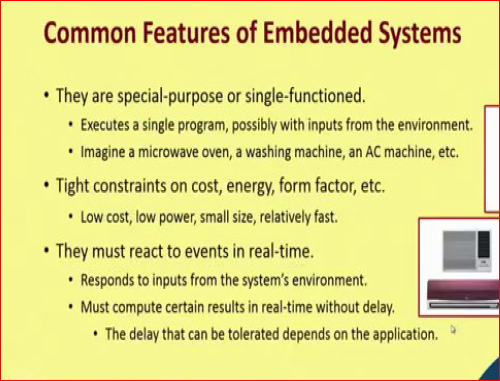 Common Features of Embedded Systems
• They are special-purpose or single-functioned.
• Executes a single program, possibly with inputs from the environment.
• Imagine a microwave oven, a washing machine, an AC machine, etc.
• Tight constraints on cost, energy, form factor, etc.
• Low cost, low power, small size, relatively fast.
• They must react to events in real-time.
• Responds to inputs from the system's environment.
• Must compute certain results in real-time without delay.
• The delay that can be tolerated depends on the application.